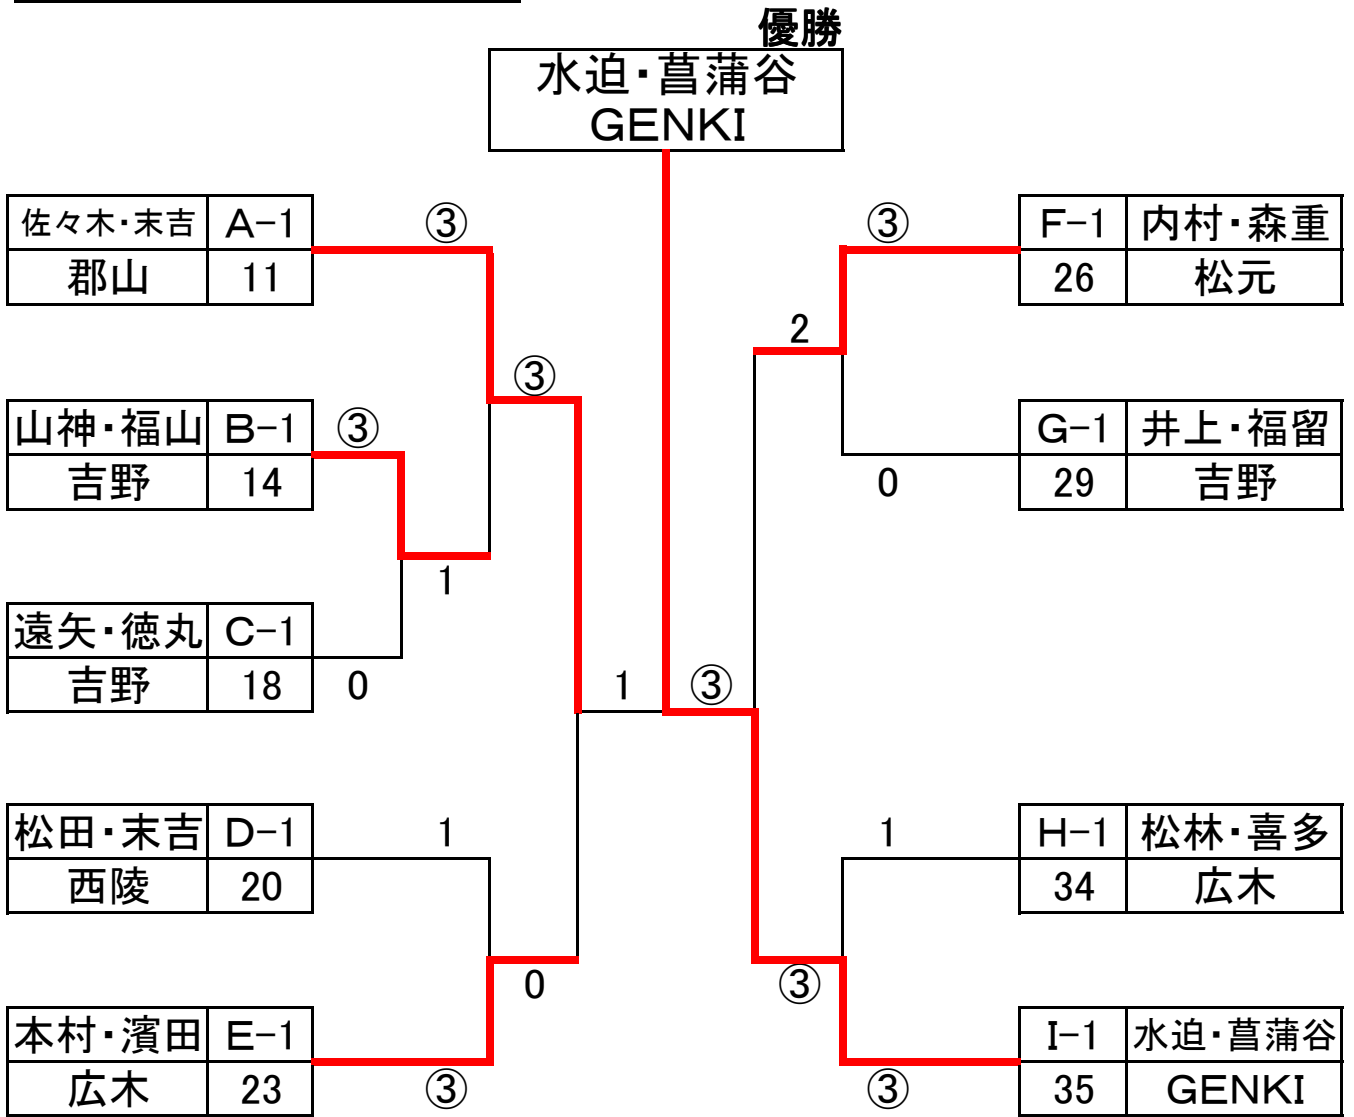 優勝
水迫・菖蒲谷
GENKI
佐々木・末吉 A-1
郡山 11
③
③
F-1 内村・森重
26 松元
2
③
山神・福山 B-1
吉野 14
③
G-1 井上・福留
29 吉野
0
1
遠矢・徳丸 C-1
吉野 18
0
1
③
松田・末吉 D-1
西陵 20
1
1
H-1 松林・喜多
34 広木
0
③
本村・濱田 E-1
広木 23
③
③
I-1 水迫・菖蒲谷
35 GENKI